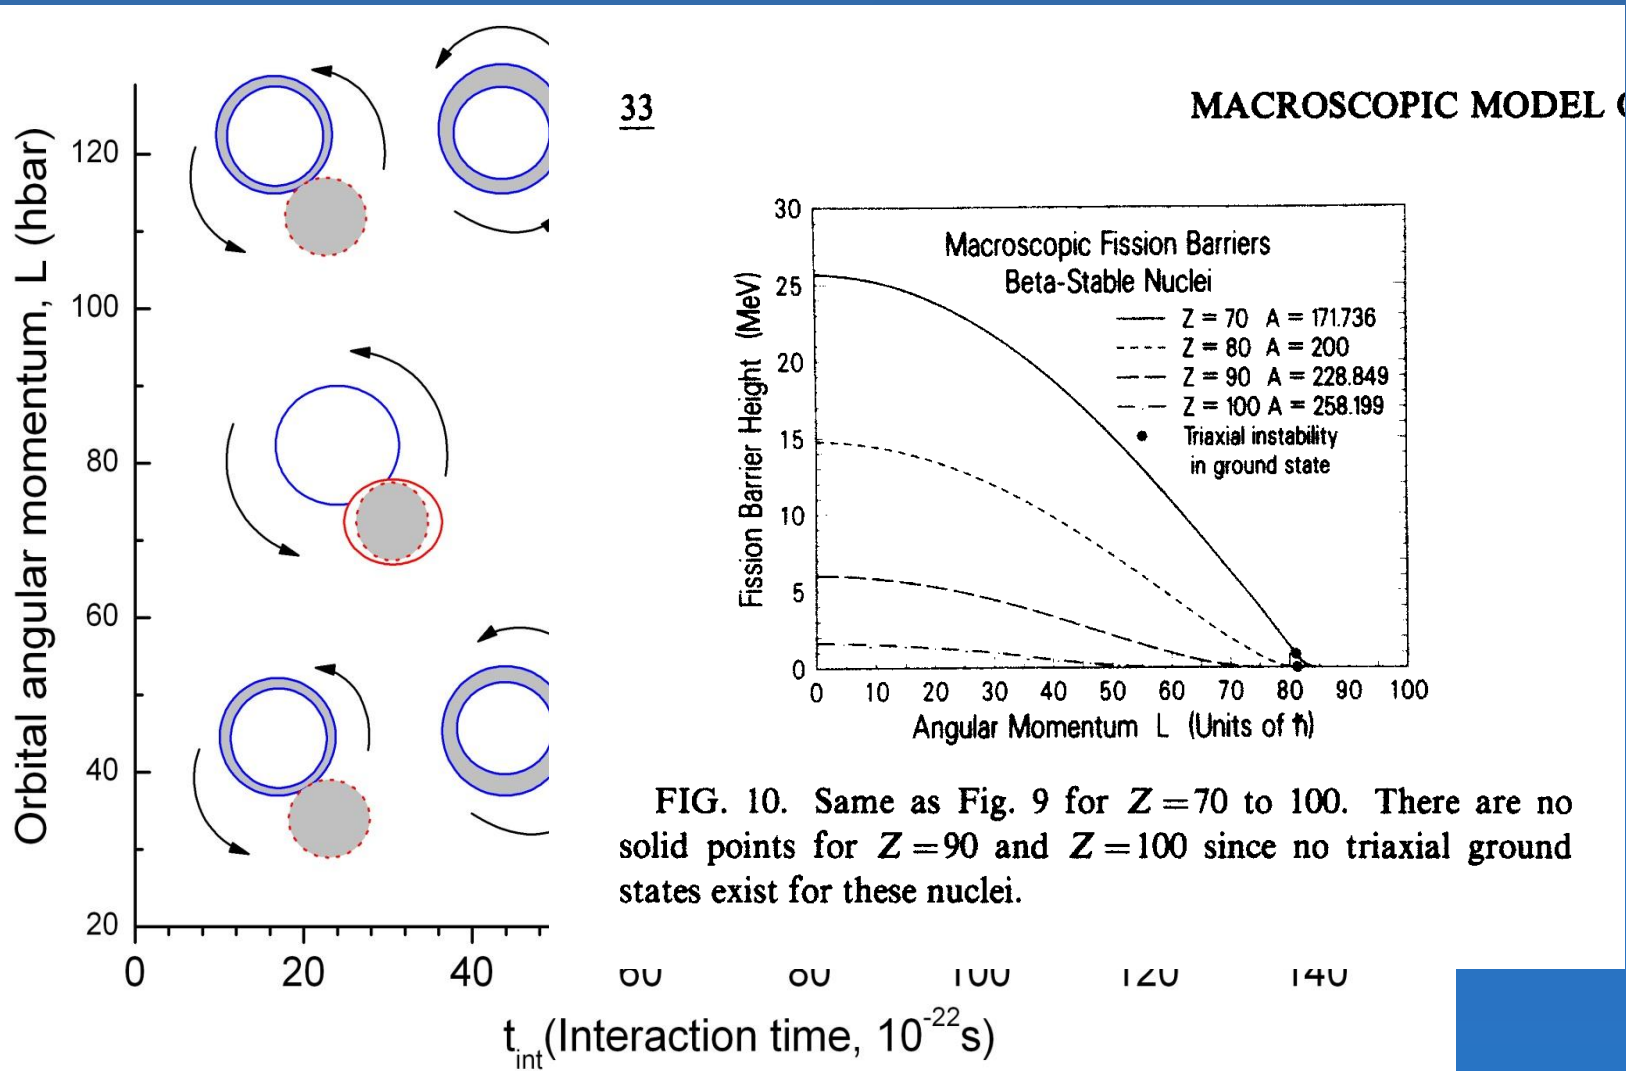 Orbital angular momentum, L (hbar)
120
100
80
60
40
20
0 20 40 60 80 100 120 140
t_int (Interaction time, 10^-22 s)
33
MACROSCOPIC MODEL
30
25
20
15
10
5
0
Fission Barrier Height (MeV)
Macroscopic Fission Barriers
Beta-Stable Nuclei
Z = 70 A = 171.736
Z = 80 A = 200
Z = 90 A = 228.849
Z = 100 A = 258.199
Triaxial instability
in ground state
0 10 20 30 40 50 60 70 80 90 100
Angular Momentum L (Units of ħ)
FIG. 10. Same as Fig. 9 for Z = 70 to 100. There are no
solid points for Z = 90 and Z = 100 since no triaxial ground
states exist for these nuclei.